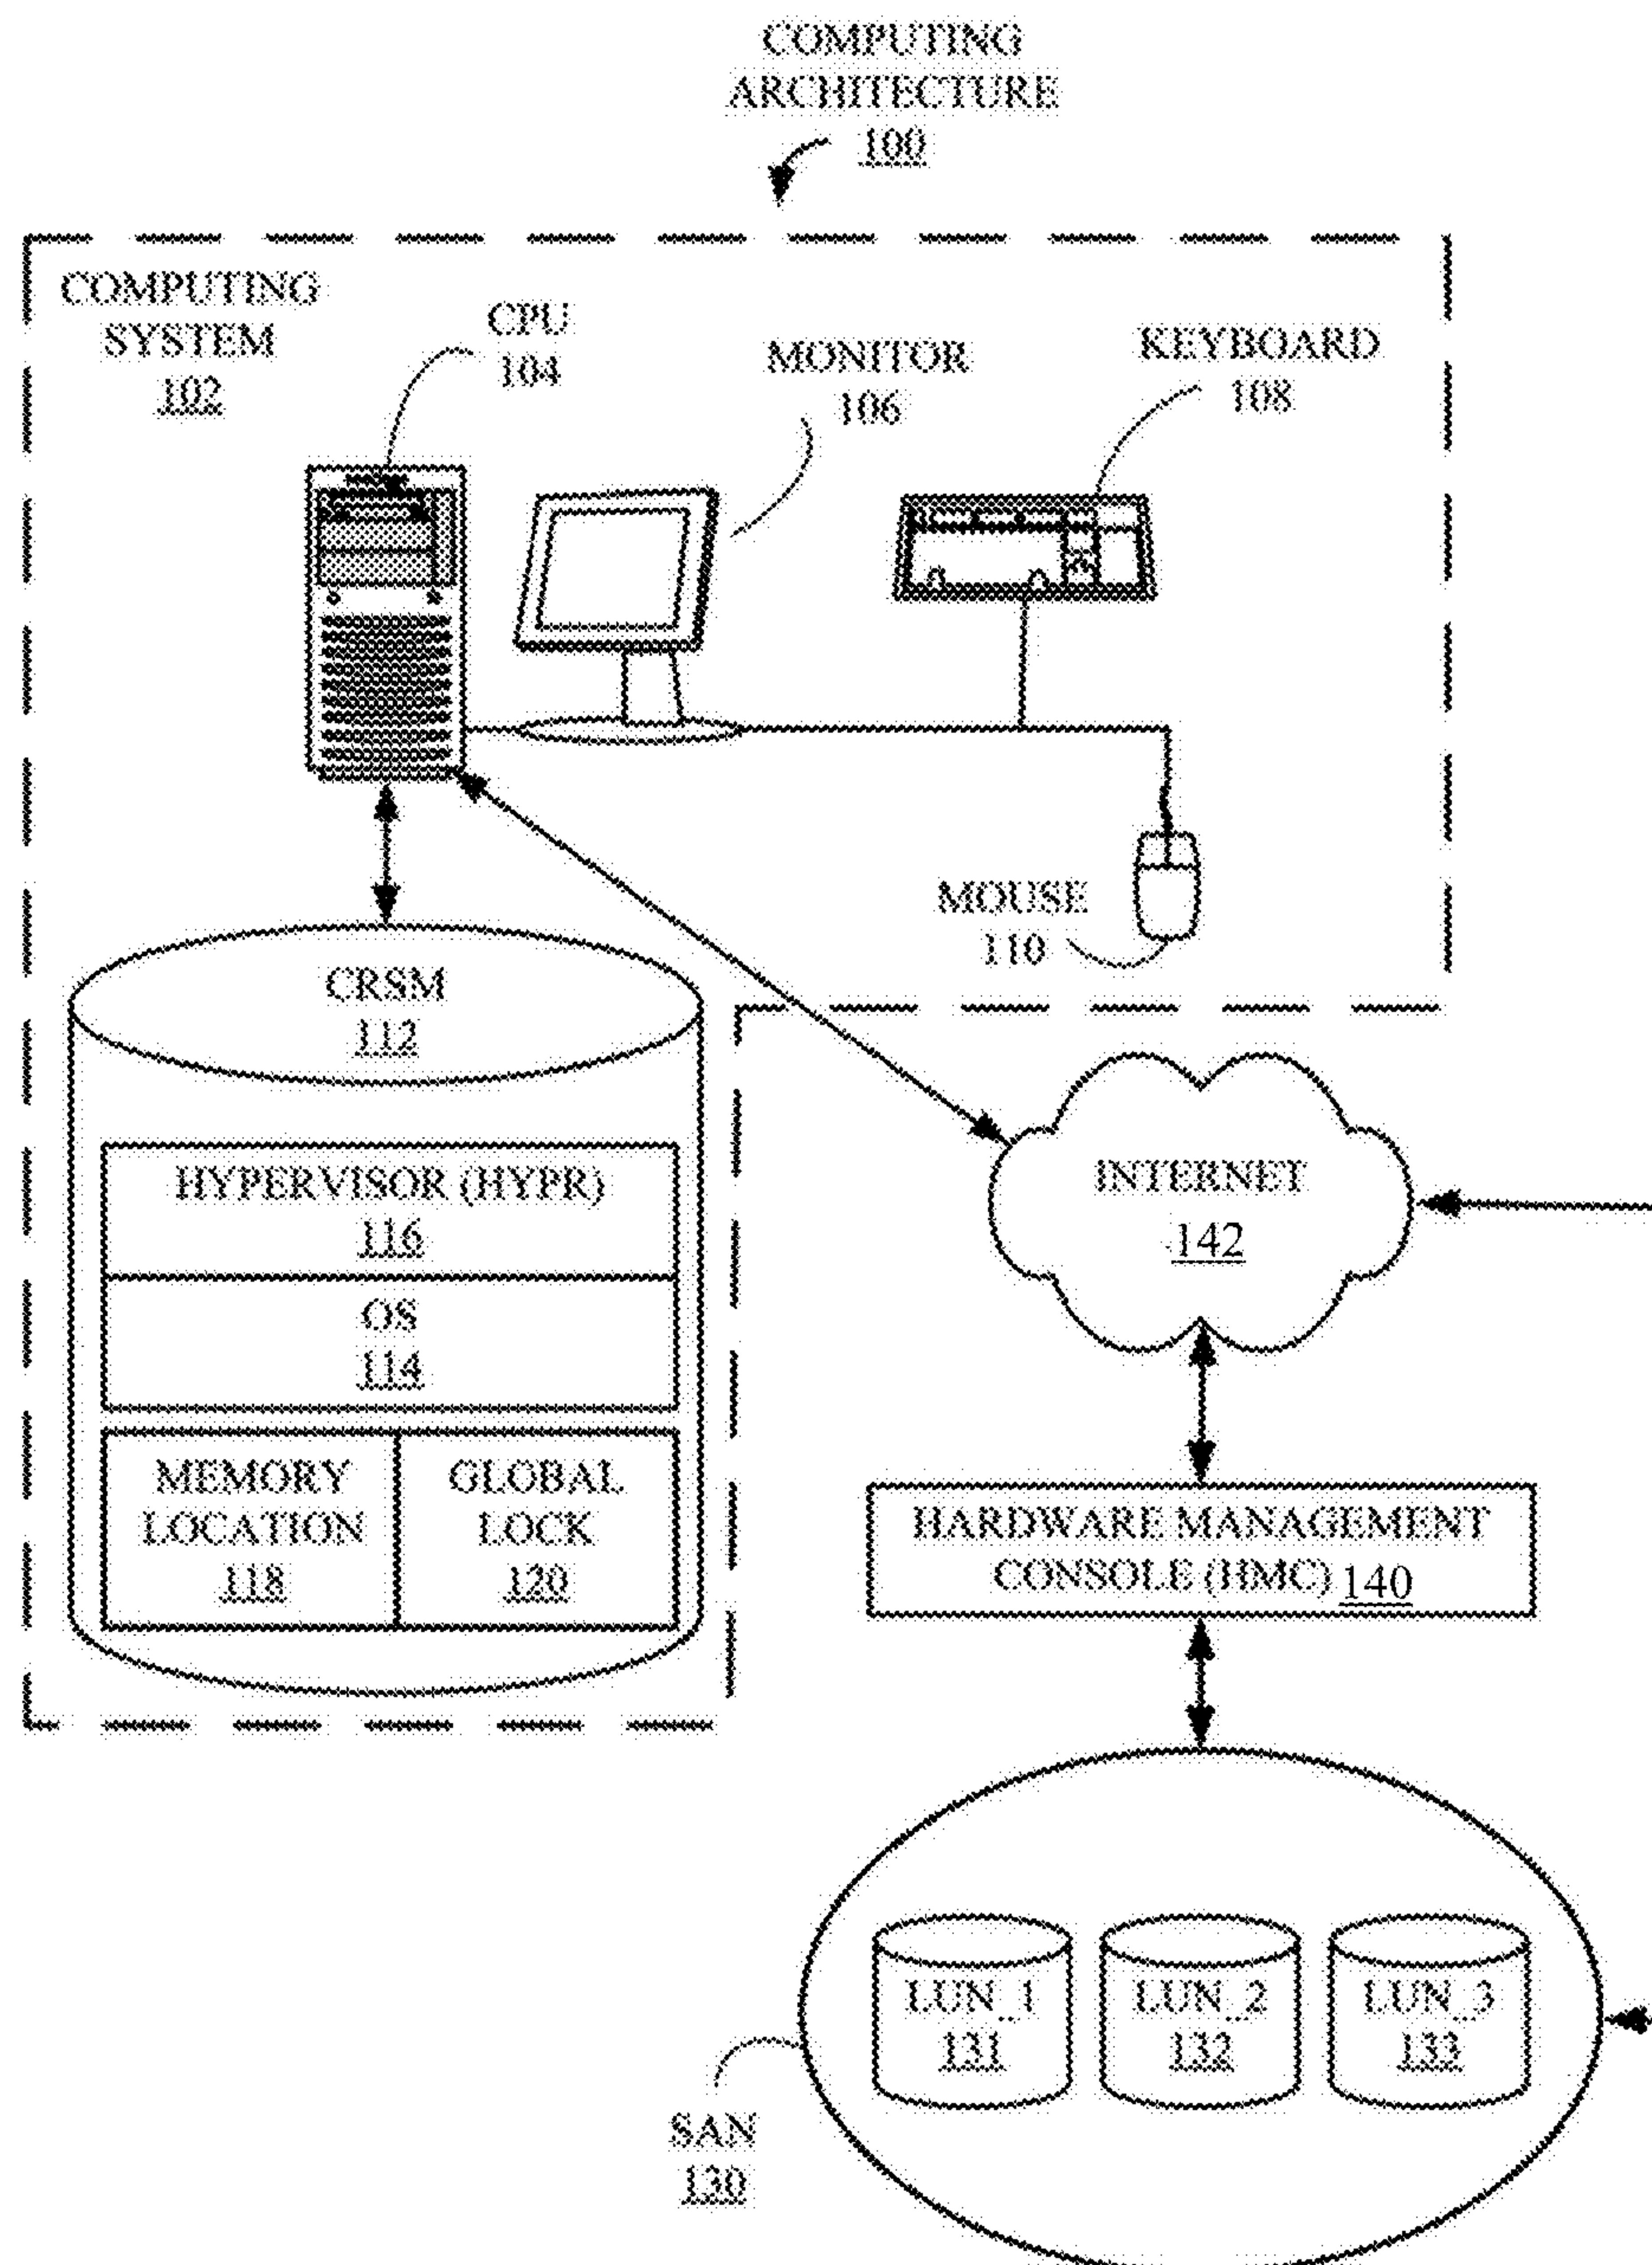 COMPUTING
ARCHITECTURE
100
COMPUTING
SYSTEM
102
CPU
104
MONITOR
106
KEYBOARD
108
MOUSE
110
CRSM
112
HYPERVISOR (HYPR)
116
OS
114
MEMORY
LOCATION
118
GLOBAL
LOCK
120
INTERNET
142
HARDWARE MANAGEMENT
CONSOLE (HMC) 140
LUN_1
131
LUN_2
132
LUN_3
133
SAN
130